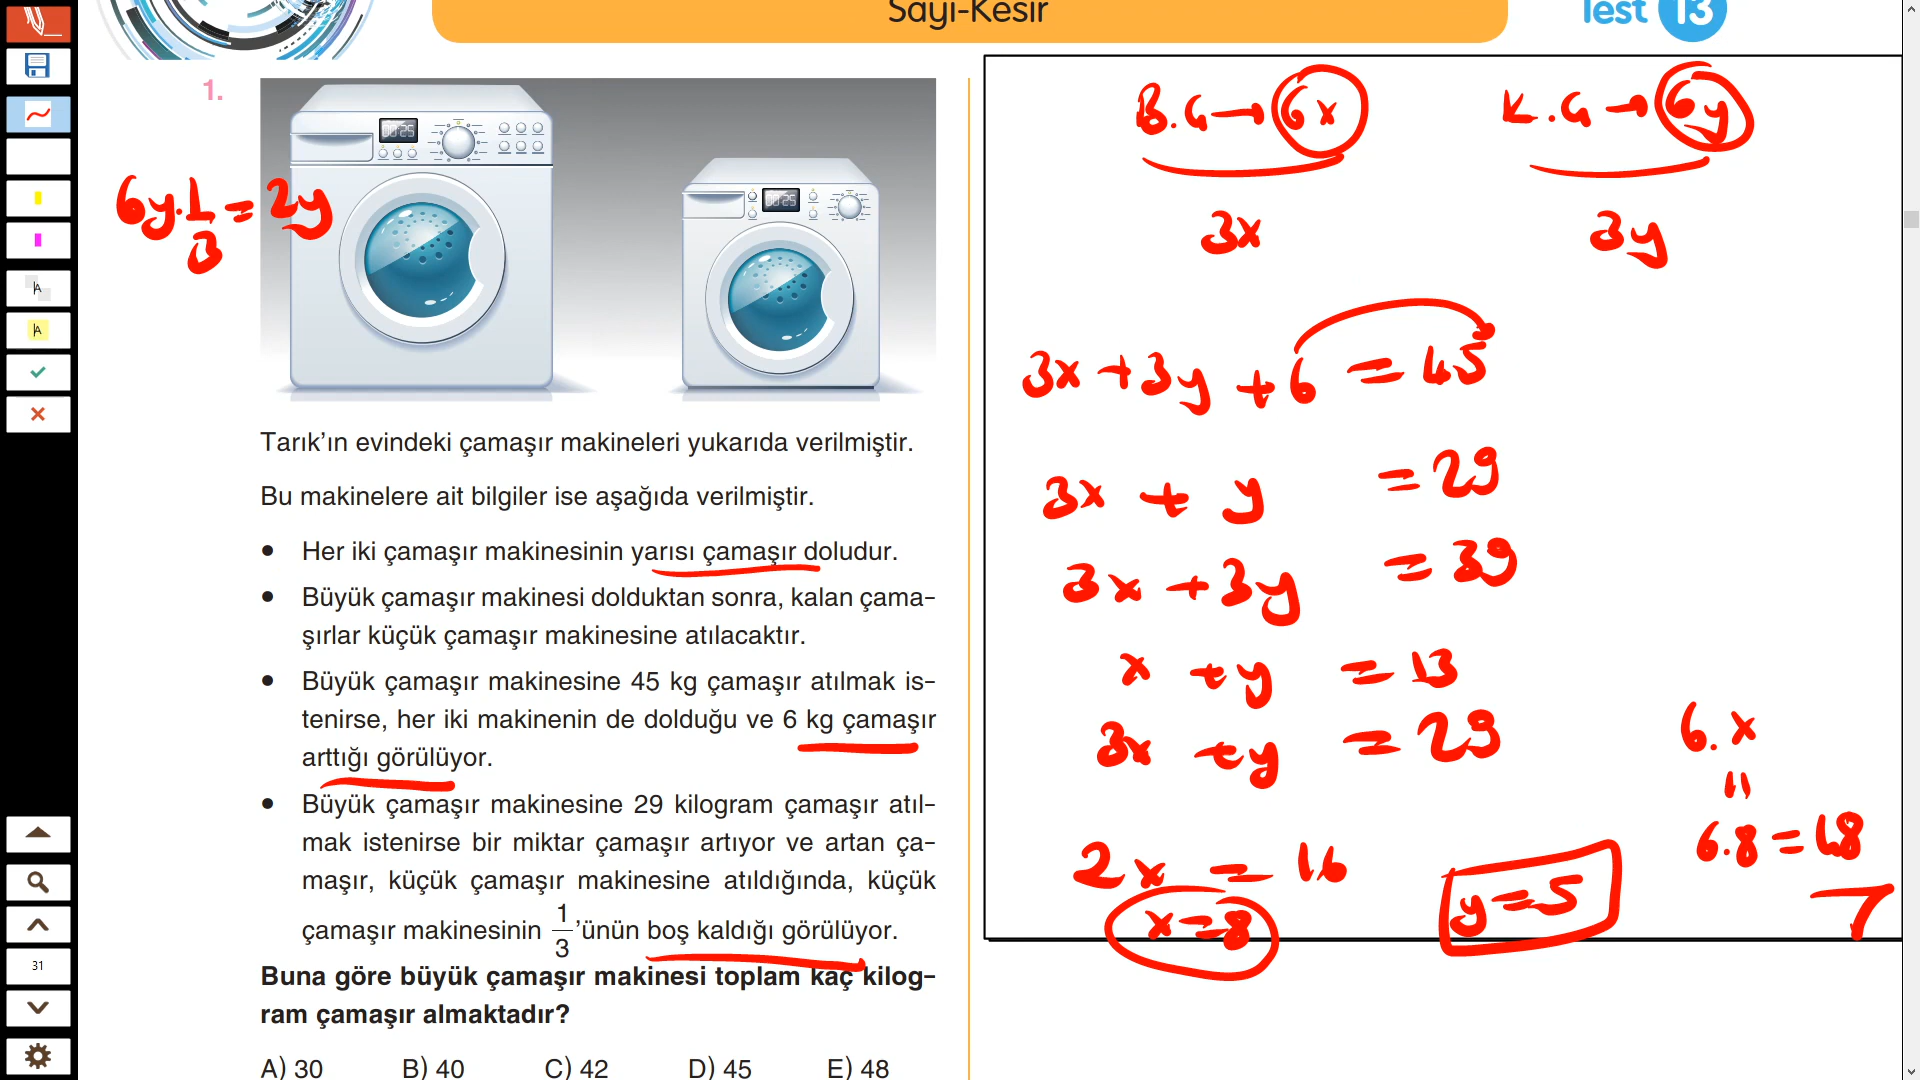 Sayı-Kesir
Test 13
1.
00:25
00:25
6y.1/3 = 2y
Tarık'ın evindeki çamaşır makineleri yukarıda verilmiştir.
Bu makinelere ait bilgiler ise aşağıda verilmiştir.
• Her iki çamaşır makinesinin yarısı çamaşır doludur.
• Büyük çamaşır makinesi dolduktan sonra, kalan çama-
şırlar küçük çamaşır makinesine atılacaktır.
• Büyük çamaşır makinesine 45 kg çamaşır atılmak is-
tenirse, her iki makinenin de dolduğu ve 6 kg çamaşır
arttığı görülüyor.
• Büyük çamaşır makinesine 29 kilogram çamaşır atıl-
mak istenirse bir miktar çamaşır artıyor ve artan ça-
maşır, küçük çamaşır makinesine atıldığında, küçük
çamaşır makinesinin 1/3'ünün boş kaldığı görülüyor.
Buna göre büyük çamaşır makinesi toplam kaç kilog-
ram çamaşır almaktadır?
A) 30 B) 40 C) 42 D) 45 E) 48
B.G → 6x K.G → 6y
3x 3y
3x + 3y + 6 = 45
3x + y = 29
3x + 3y = 39
x + y = 13
3x + y = 29
2x = 16
x = 8
y = 5
6.x
=
6.8 = 48
A
A
31